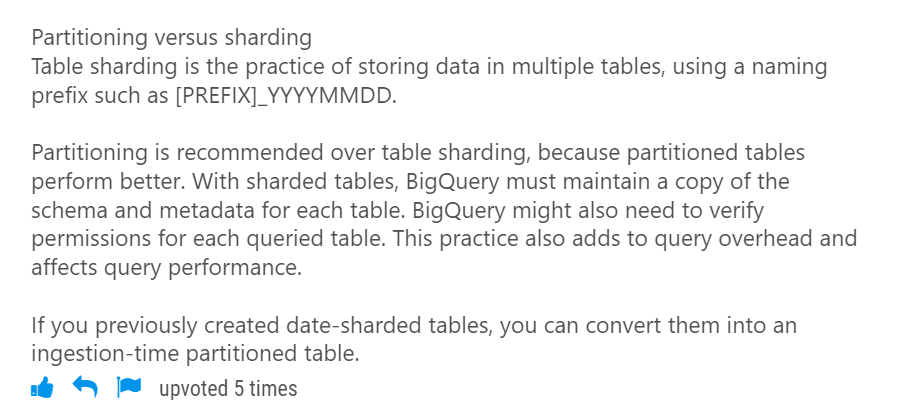 Partitioning versus sharding
Table sharding is the practice of storing data in multiple tables, using a naming
prefix such as [PREFIX]_YYYYMMDD.
Partitioning is recommended over table sharding, because partitioned tables
perform better. With sharded tables, BigQuery must maintain a copy of the
schema and metadata for each table. BigQuery might also need to verify
permissions for each queried table. This practice also adds to query overhead and
affects query performance.
If you previously created date-sharded tables, you can convert them into an
ingestion-time partitioned table.
upvoted 5 times